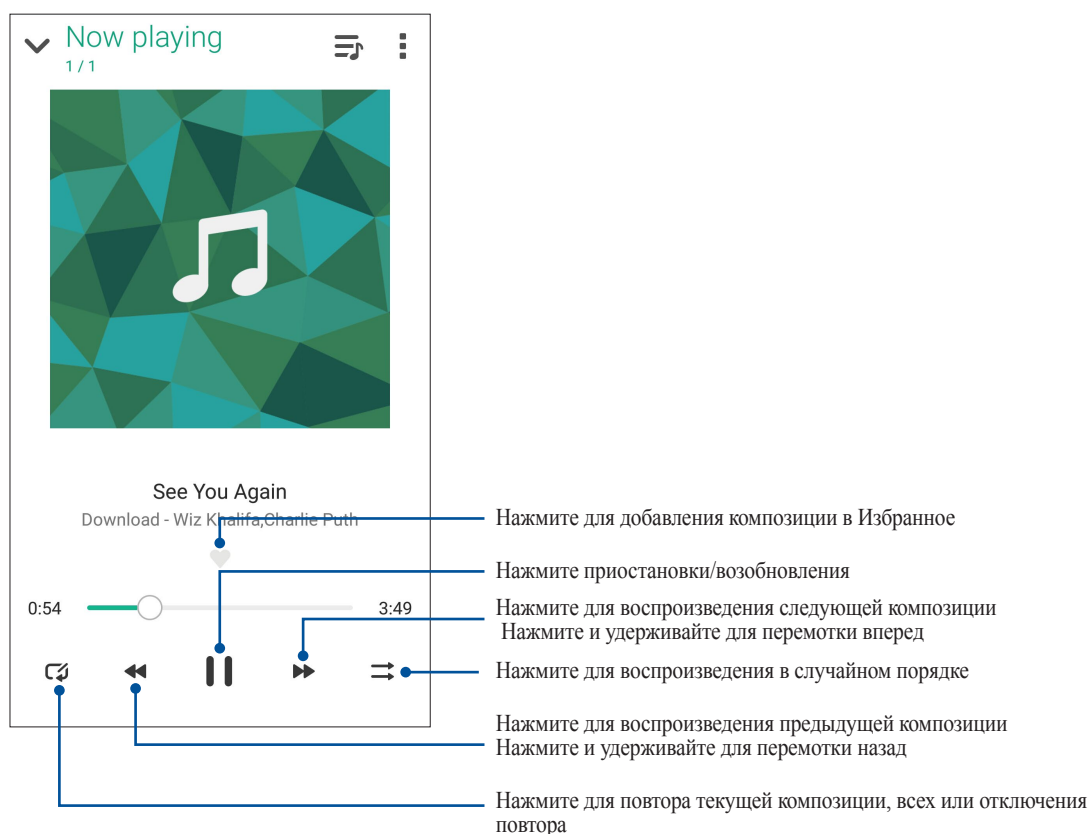 Now playing
1 / 1
See You Again
Download - Wiz Khalifa,Charlie Puth
Нажмите для добавления композиции в Избранное
Нажмите приостановки/возобновления
0:54
3:49
Нажмите для воспроизведения следующей композиции
Нажмите и удерживайте для перемотки вперед
Нажмите для воспроизведения в случайном порядке
Нажмите для воспроизведения предыдущей композиции
Нажмите и удерживайте для перемотки назад
Нажмите для повтора текущей композиции, всех или отключения
повтора